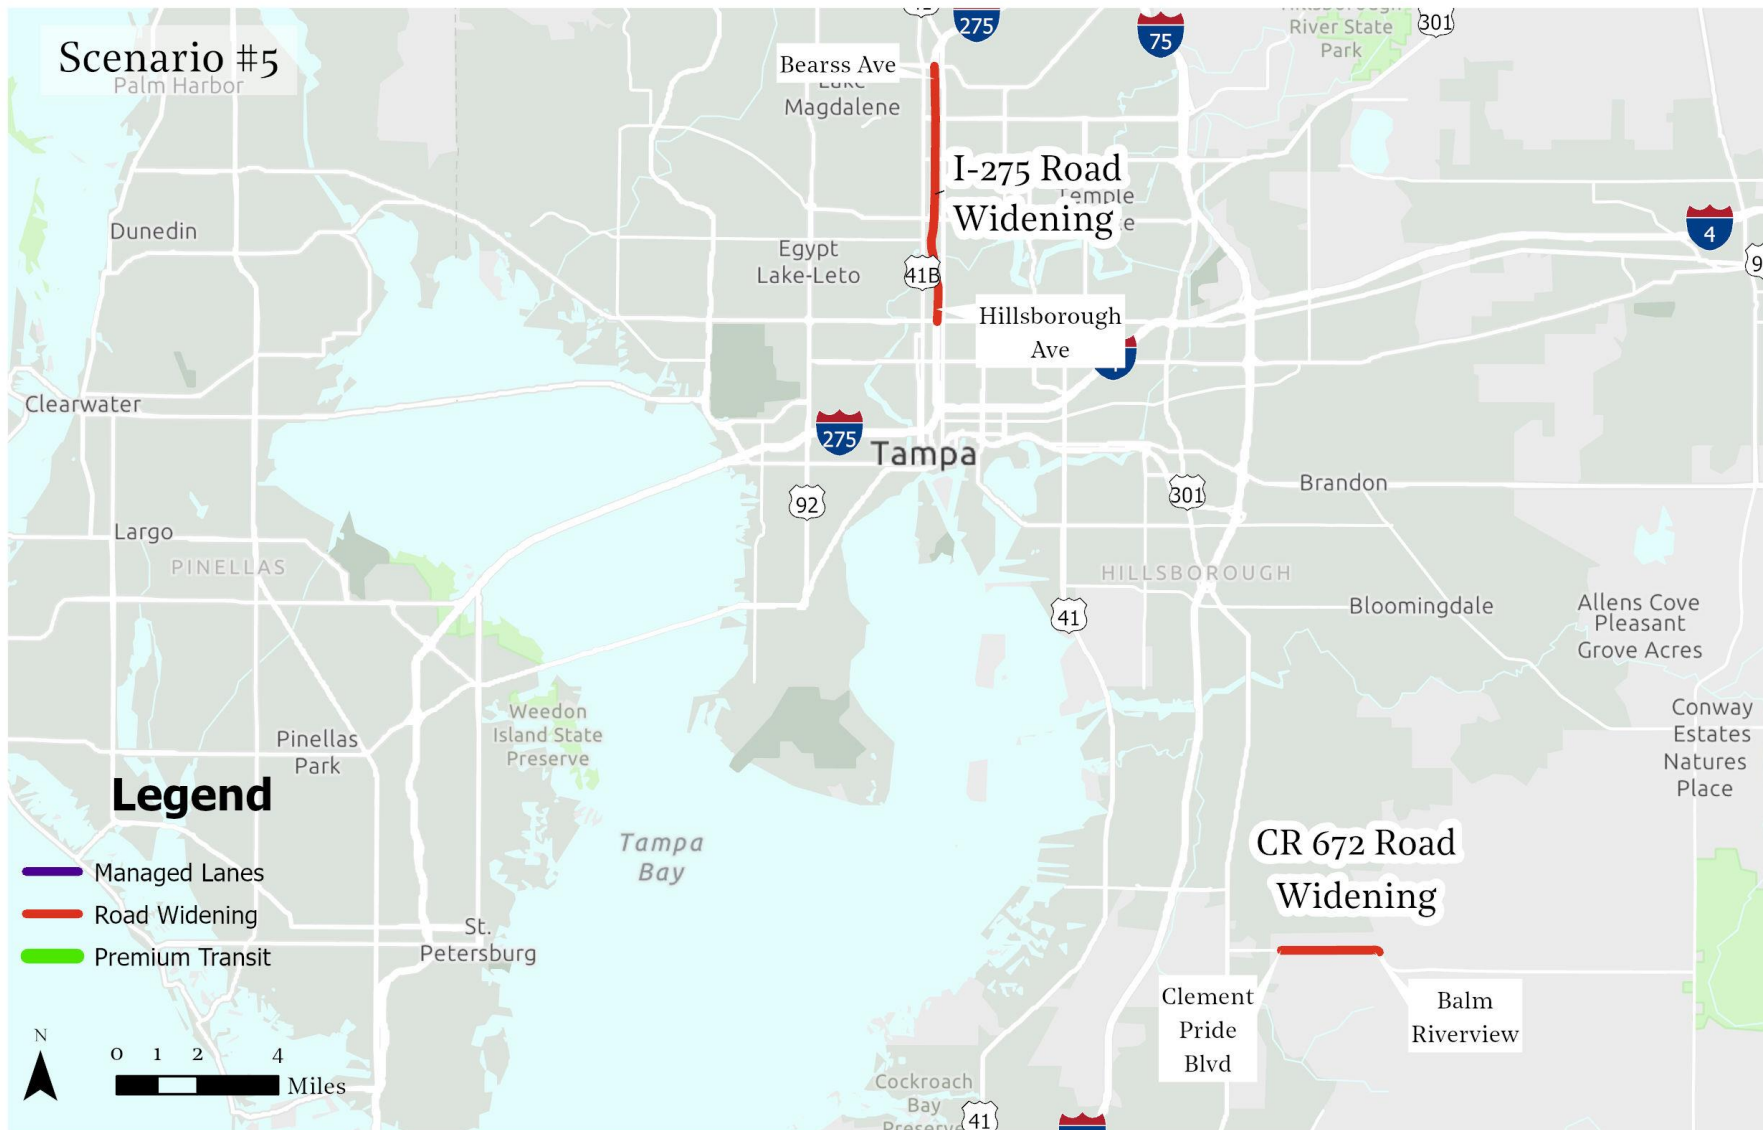 Scenario #5
Palm Harbor
Bearss Ave
Lake
Magdalene
275
75
River State
Park
301
I-275 Road
Widening
Temple
Dunedin
Egypt
Lake-Leto
41B
4
Hillsborough
Ave
Clearwater
275
Tampa
92
301
Brandon
Largo
PINELLAS
HILLSBOROUGH
41
Bloomingdale
Allens Cove
Pleasant
Grove Acres
Weedon
Island State
Preserve
Conway
Estates
Natures
Place
Pinellas
Park
Legend
Managed Lanes
Road Widening
Premium Transit
Tampa
Bay
CR 672 Road
Widening
St.
Petersburg
Clement
Pride
Blvd
Balm
Riverview
N
0 1 2 4
Miles
Cockroach
Bay
Preserve
41